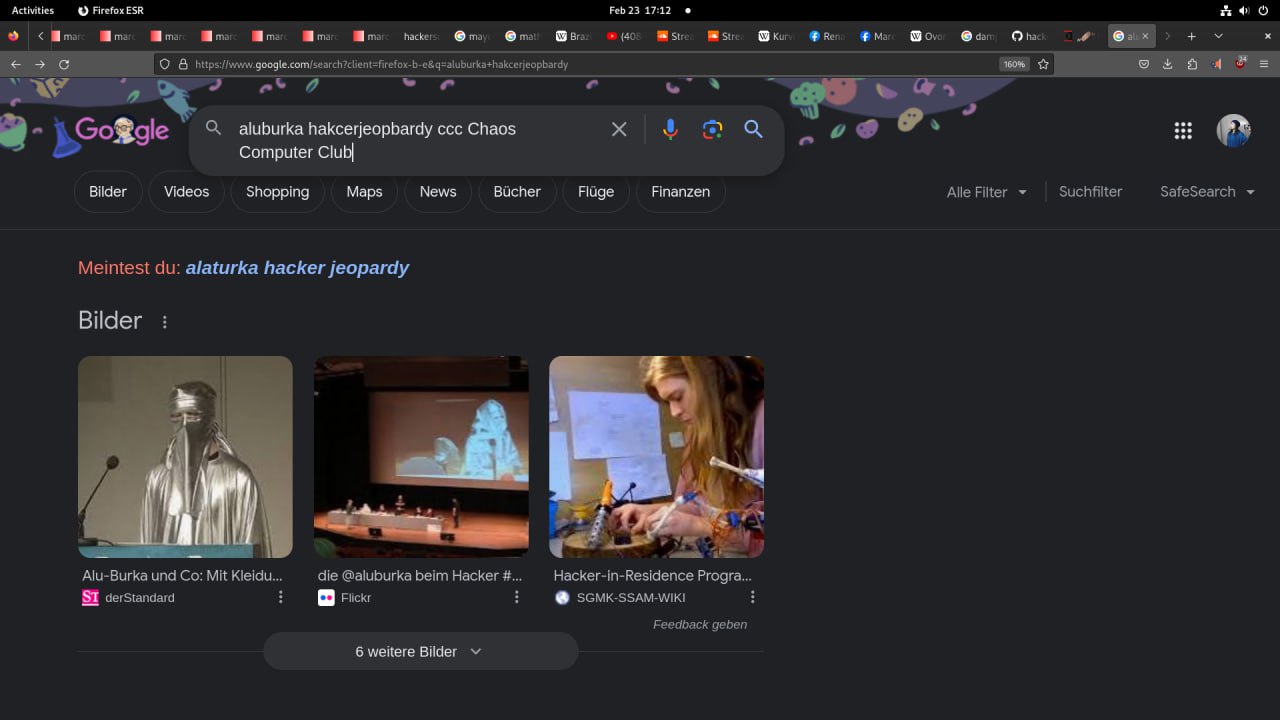 Activities
Firefox ESR
Feb 23 17:12
marc
marc
marc
marc
marc
marc
marc
hackers
may
math
Braz
(408
Strea
Strea
Kurv
Rena
Marc
Ovor
dam
hack
alu
https://www.google.com/search?client=firefox-b-e&q=aluburka+hakcerjeopbardy
160%
24
Google
aluburka hakcerjeopbardy ccc Chaos
Computer Club
Bilder
Videos
Shopping
Maps
News
Bücher
Flüge
Finanzen
Alle Filter
Suchfilter
SafeSearch
Meintest du: alaturka hacker jeopardy
Bilder
Alu-Burka und Co: Mit Kleidu...
ST derStandard
die @aluburka beim Hacker #...
Flickr
Hacker-in-Residence Progra...
SGMK-SSAM-WIKI
Feedback geben
6 weitere Bilder